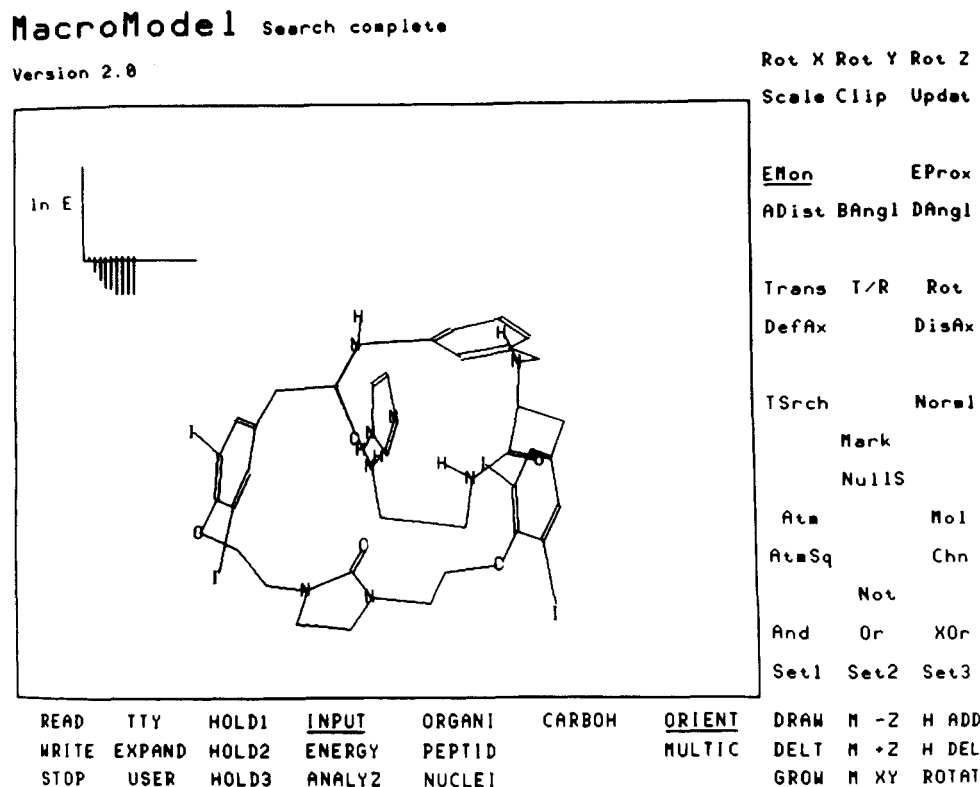 MacroModel Search complete
Version 2.0
Rot X Rot Y Rot Z
Scale Clip Updat
EMon EProx
ADist BAngl DAngl
Trans T/R Rot
DefAx DisAx
TSrch Norml
Mark
NullS
Atm Mol
AtmSq Chn
Not
And Or XOr
Set1 Set2 Set3
ln E
H
N
H
N
I
O
N
N
H
N
H
N
H
I
O
N
O
O
O
I
N
N
I
READ TTY HOLD1 INPUT ORGANI CARBOH ORIENT DRAW M -Z H ADD
WRITE EXPAND HOLD2 ENERGY PEPTID MULTIC DELT M +Z H DEL
STOP USER HOLD3 ANALYZ NUCLEI GROW M XY ROTAT